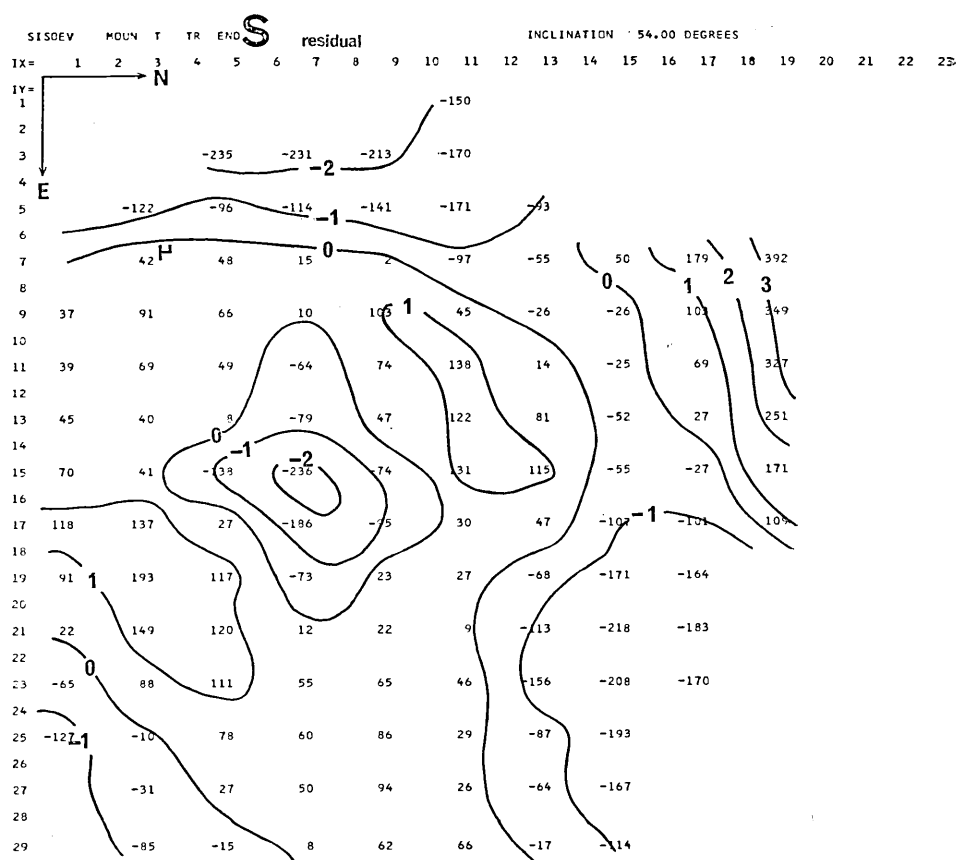 SISDEV MOUN T TR END S residual INCLINATION 54.00 DEGREES
IX= 1 2 3 4 5 6 7 8 9 10 11 12 13 14 15 16 17 18 19 20 21 22 23
N
IY=
1 -150
2
3 -235 -231 -213 -170
-2
4
E
5 -122 -96 -114 -141 -171 -93
-1
6
0
7 42 48 15 2 -97 -55 50 179 392
0 1 2 3
8
9 37 91 66 10 103 45 -26 -26 103 349
1
10
11 39 69 49 -64 74 138 14 -25 69 327
12
13 45 40 8 -79 47 122 81 -52 27 251
0
14
-1 -2
15 70 41 -138 -236 -74 131 115 -55 -27 171
16
17 118 137 27 -186 30 47 -107 -101 109
-1
18
19 91 193 117 -73 23 27 -68 -171 -164
1
20
21 22 149 120 12 22 9 -113 -218 -183
22
0
23 -65 88 111 55 65 46 -156 -208 -170
24
25 -127 -10 78 60 86 29 -87 -193
-1
26
27 -31 27 50 94 26 -64 -167
28
29 -85 -15 8 62 66 -17 -114